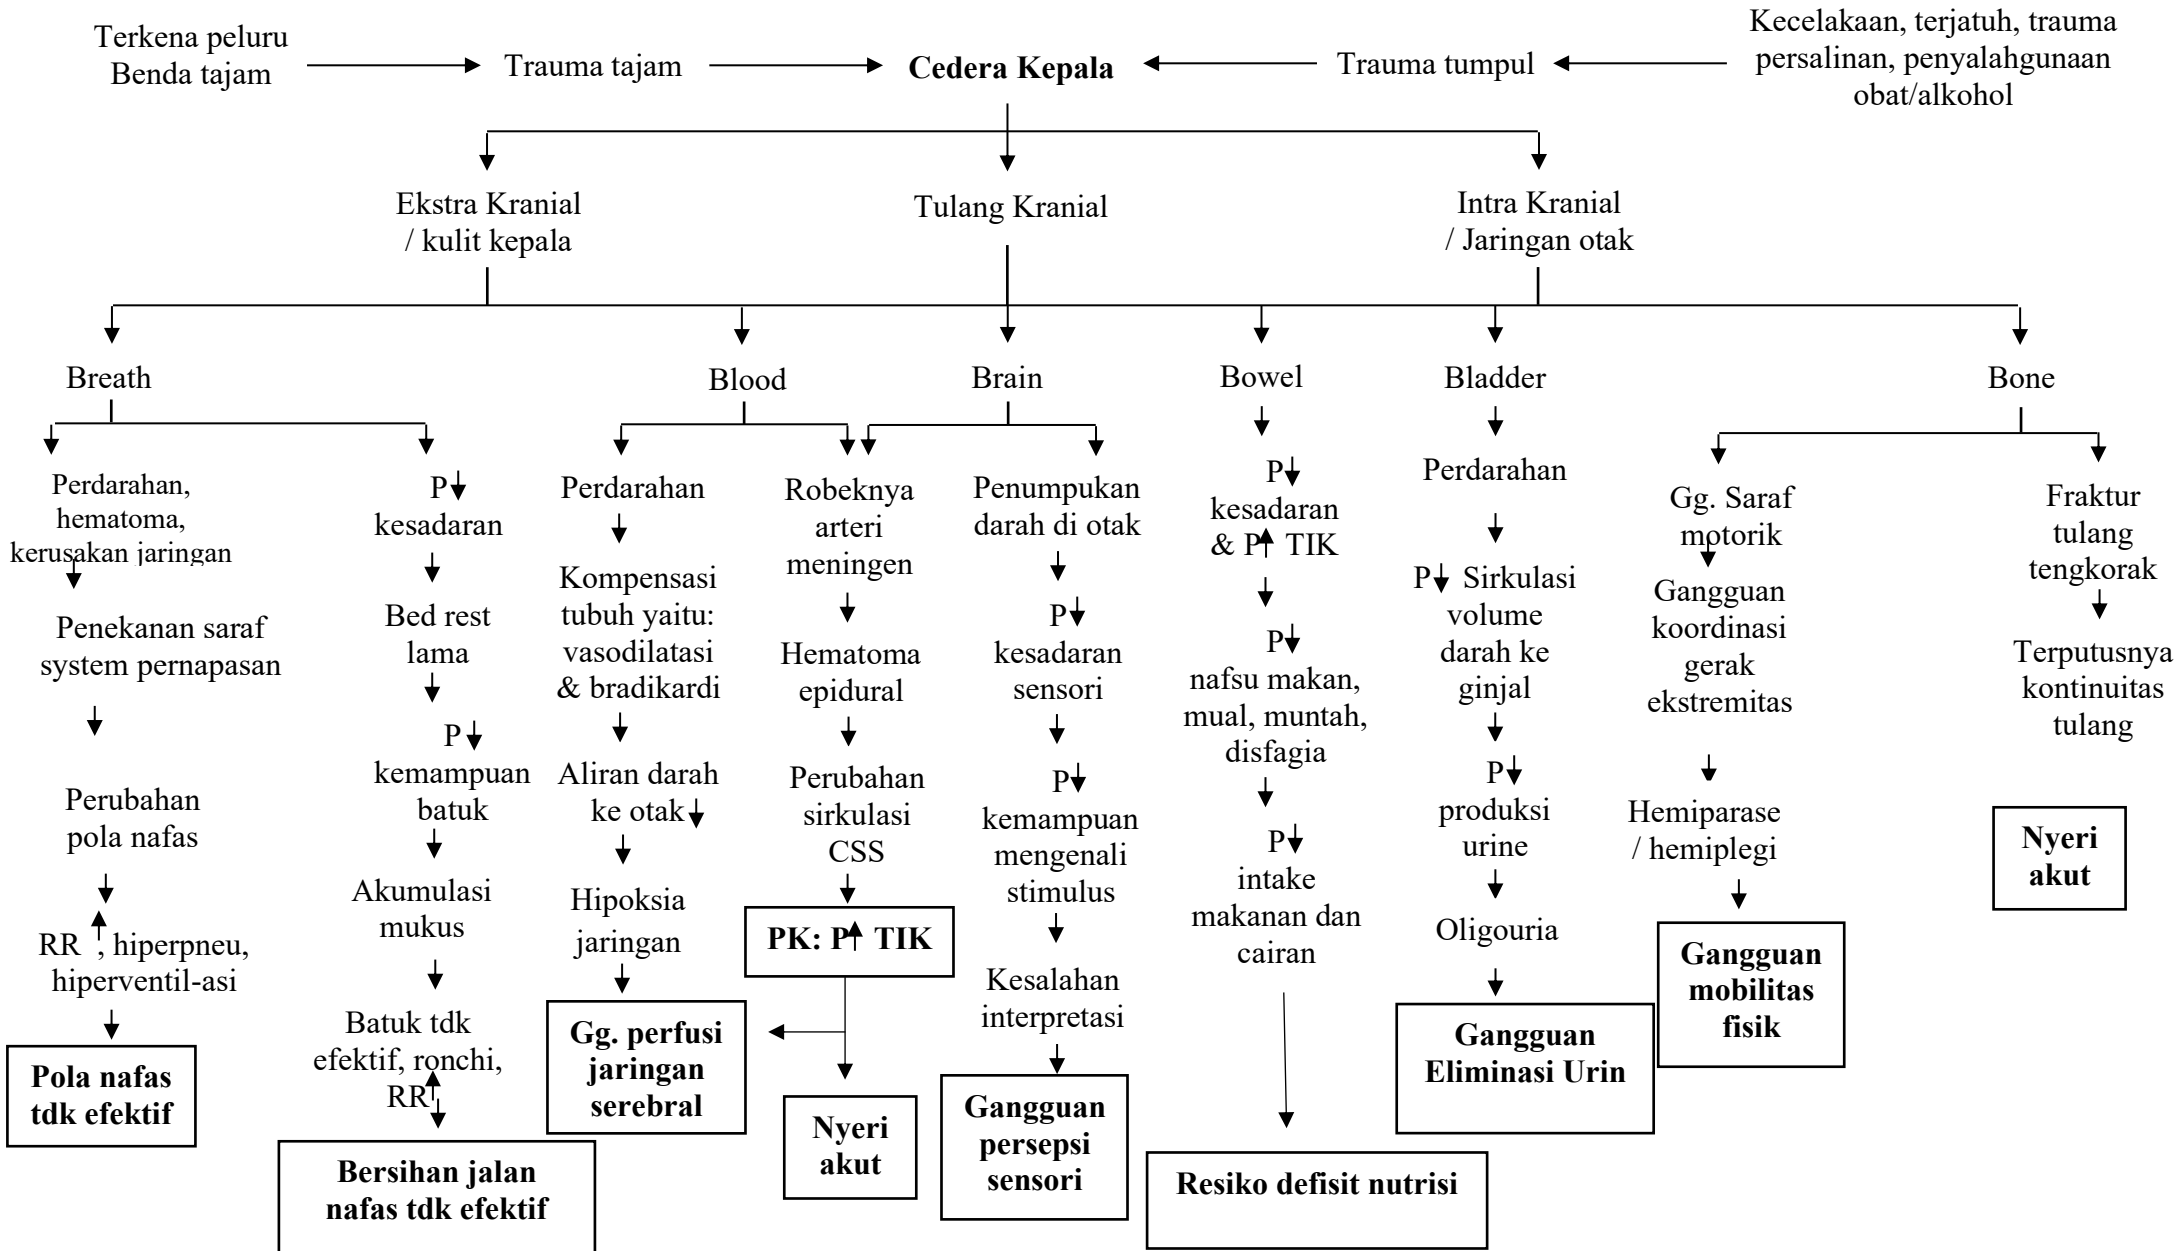 Terkena peluru
Benda tajam
Trauma tajam
Cedera Kepala
Trauma tumpul
Kecelakaan, terjatuh, trauma
persalinan, penyalahgunaan
obat/alkohol
Ekstra Kranial
/ kulit kepala
Tulang Kranial
Intra Kranial
/ Jaringan otak
Breath
Blood
Brain
Bowel
Bladder
Bone
Perdarahan,
hematoma,
kerusakan jaringan
Penekanan saraf
system pernapasan
Perubahan
pola nafas
RR↑, hiperpneu,
hiperventil-asi
Pola nafas
tdk efektif
P↓
kesadaran
Bed rest
lama
P↓
kemampuan
batuk
Akumulasi
mukus
Batuk tdk
efektif, ronchi,
RR↑
Bersihan jalan
nafas tdk efektif
Perdarahan
Kompensasi
tubuh yaitu:
vasodilatasi
& bradikardi
Aliran darah
ke otak↓
Hipoksia
jaringan
Gg. perfusi
jaringan
serebral
Robeknya
arteri
meningen
Hematoma
epidural
Perubahan
sirkulasi
CSS
PK: P↑ TIK
Nyeri
akut
Penumpukan
darah di otak
P↓
kesadaran
sensori
P↓
kemampuan
mengenali
stimulus
Kesalahan
interpretasi
Gangguan
persepsi
sensori
P↓
kesadaran
& P↑ TIK
P↓
nafsu makan,
mual, muntah,
disfagia
P↓
intake
makanan dan
cairan
Resiko defisit nutrisi
Perdarahan
P↓ Sirkulasi
volume
darah ke
ginjal
P↓
produksi
urine
Oligouria
Gangguan
Eliminasi Urin
Gg. Saraf
motorik
Gangguan
koordinasi
gerak
ekstremitas
Hemiparase
/ hemiplegi
Gangguan
mobilitas
fisik
Fraktur
tulang
tengkorak
Terputusnya
kontinuitas
tulang
Nyeri
akut